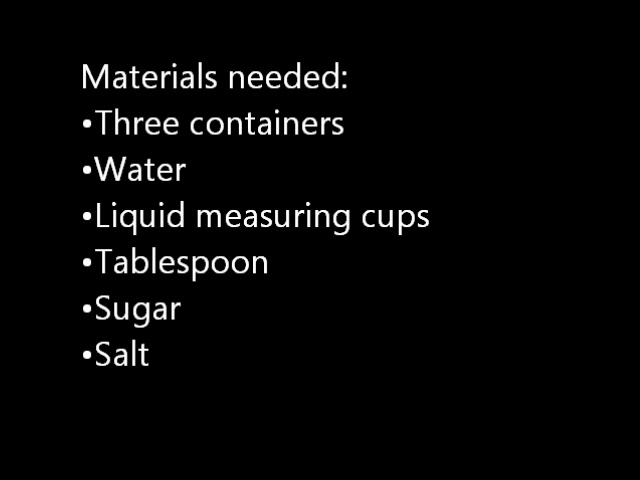 Materials needed:
•Three containers
•Water
•Liquid measuring cups
•Tablespoon
•Sugar
•Salt